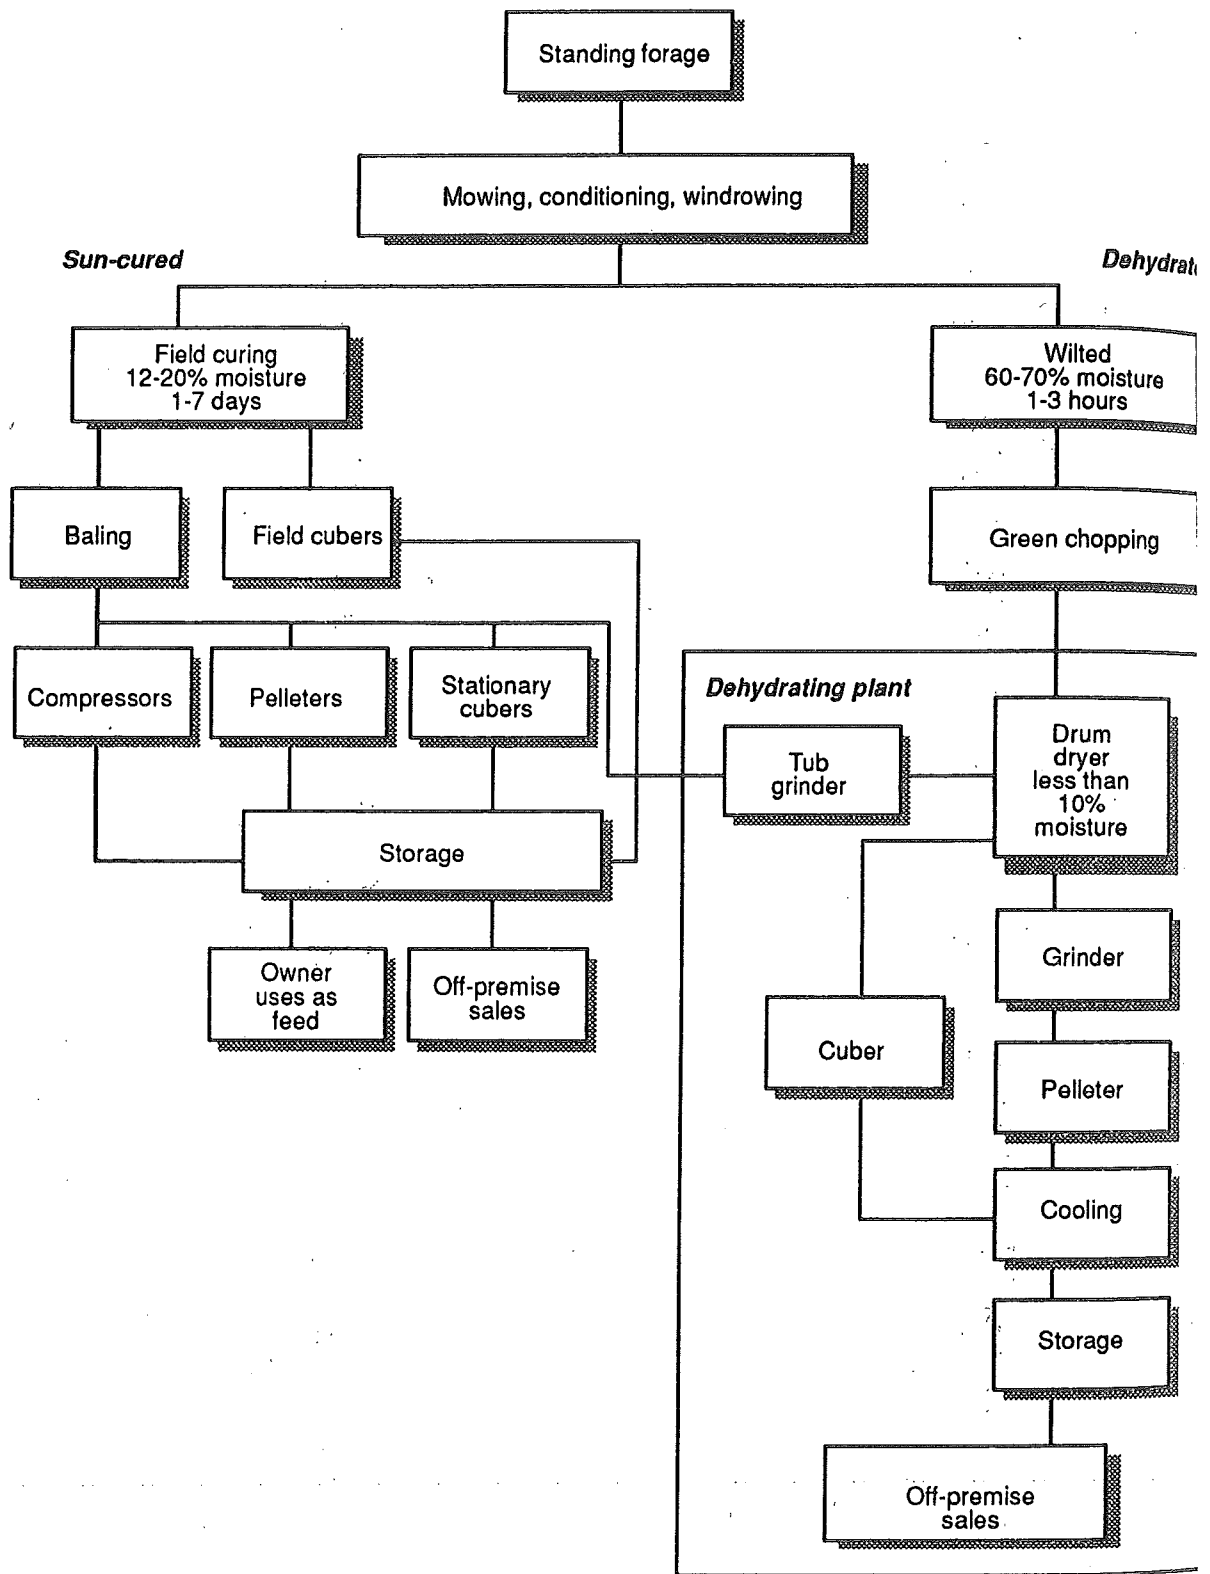 Standing forage
Mowing, conditioning, windrowing
Sun-cured
Field curing
12-20% moisture
1-7 days
Wilted
60-70% moisture
1-3 hours
Baling
Field cubers
Green chopping
Compressors
Pelleters
Stationary
cubers
Dehydrating plant
Tub
grinder
Drum
dryer
less than
10%
moisture
Storage
Owner
uses as
feed
Off-premise
sales
Grinder
Cuber
Pelleter
Cooling
Storage
Off-premise
sales